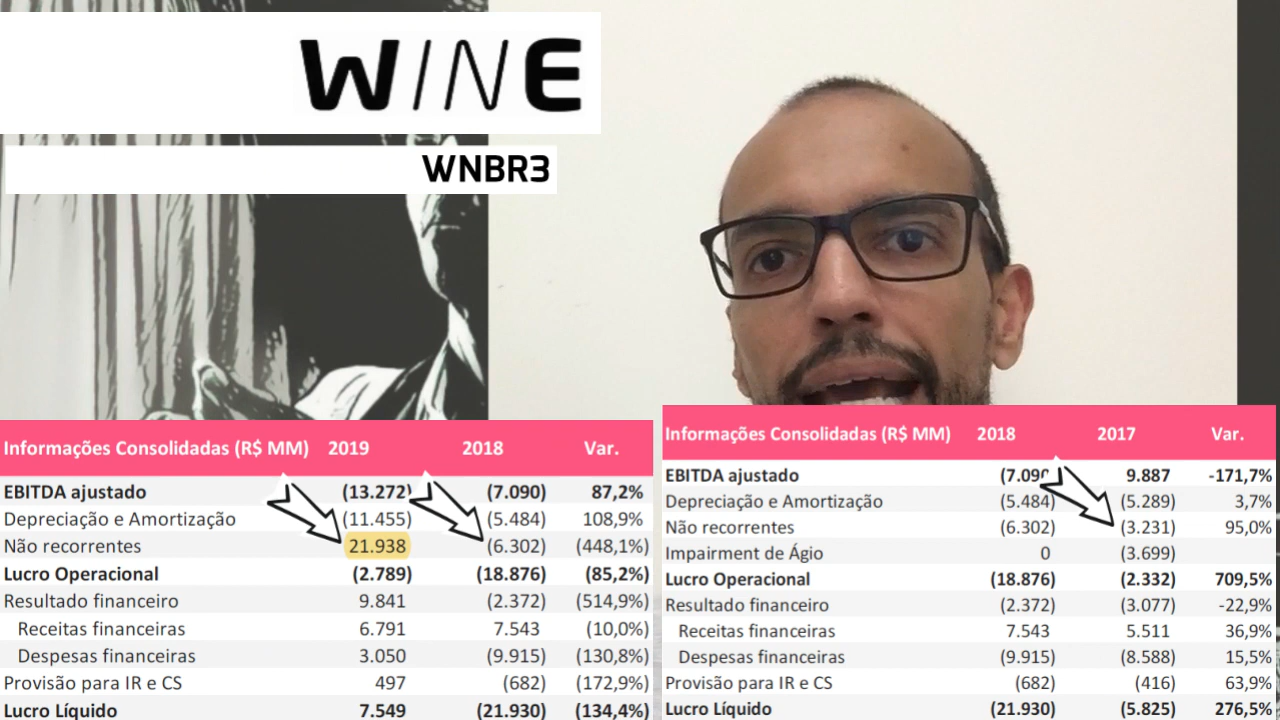 WINE
WNBR3
Informações Consolidadas (R$ MM) 2019 2018 Var.
EBITDA ajustado (13.272) (7.090) 87,2%
Depreciação e Amortização (11.455) (5.484) 108,9%
Não recorrentes 21.938 (6.302) (448,1%)
Lucro Operacional (2.789) (18.876) (85,2%)
Resultado financeiro 9.841 (2.372) (514,9%)
Receitas financeiras 6.791 7.543 (10,0%)
Despesas financeiras 3.050 (9.915) (130,8%)
Provisão para IR e CS 497 (682) (172,9%)
Lucro Líquido 7.549 (21.930) (134,4%)
Informações Consolidadas (R$ MM) 2018 2017 Var.
EBITDA ajustado (7.090 9.887 -171,7%
Depreciação e Amortização (5.484) (5.289) 3,7%
Não recorrentes (6.302) (3.231) 95,0%
Impairment de Ágio 0 (3.699)
Lucro Operacional (18.876) (2.332) 709,5%
Resultado financeiro (2.372) (3.077) -22,9%
Receitas financeiras 7.543 5.511 36,9%
Despesas financeiras (9.915) (8.588) 15,5%
Provisão para IR e CS (682) (416) 63,9%
Lucro Líquido (21.930) (5.825) 276,5%